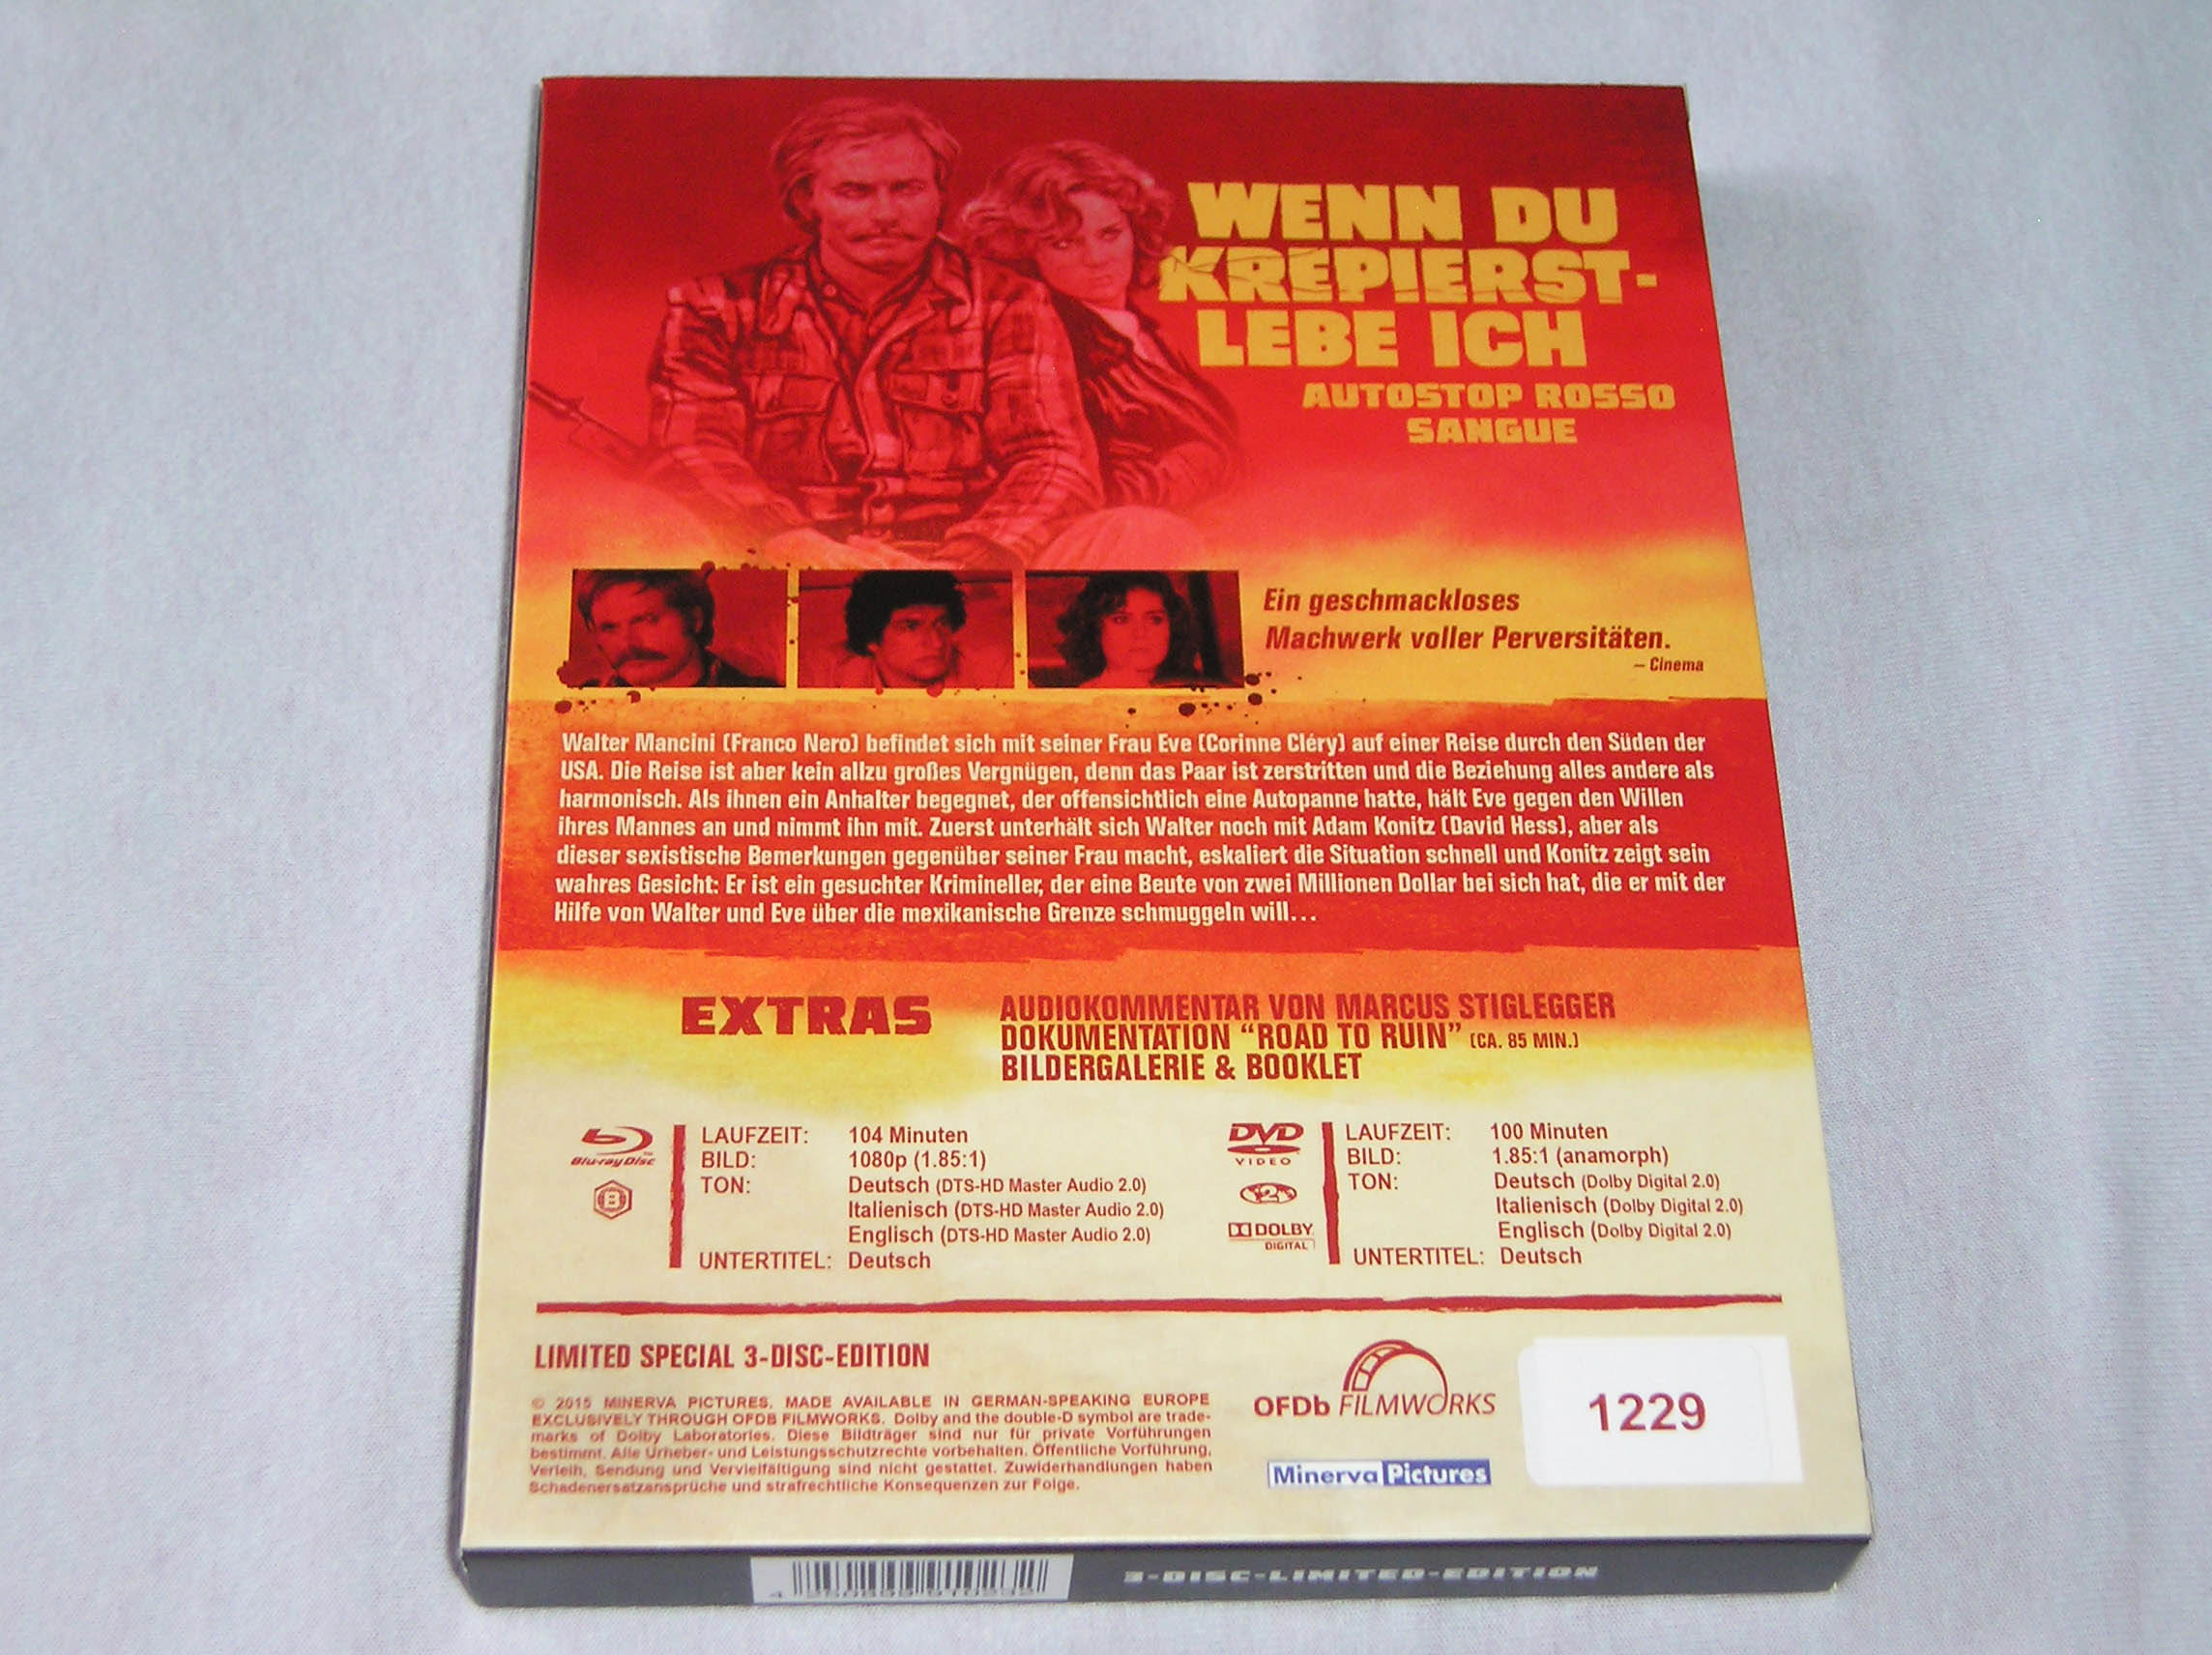 WENN DU
KREPIERST-
LEBE ICH
AUTOSTOP ROSSO
SANGUE
Ein geschmackloses
Machwerk voller Perversitäten.
– Cinema
Walter Mancini (Franco Nero) befindet sich mit seiner Frau Eve (Corinne Cléry) auf einer Reise durch den Süden der
USA. Die Reise ist aber kein allzu großes Vergnügen, denn das Paar ist zerstritten und die Beziehung alles andere als
harmonisch. Als ihnen ein Anhalter begegnet, der offensichtlich eine Autopanne hatte, hält Eve gegen den Willen
ihres Mannes an und nimmt ihn mit. Zuerst unterhält sich Walter noch mit Adam Konitz (David Hess), aber als
dieser sexistische Bemerkungen gegenüber seiner Frau macht, eskaliert die Situation schnell und Konitz zeigt sein
wahres Gesicht: Er ist ein gesuchter Krimineller, der eine Beute von zwei Millionen Dollar bei sich hat, die er mit der
Hilfe von Walter und Eve über die mexikanische Grenze schmuggeln will...
EXTRAS
AUDIOKOMMENTAR VON MARCUS STIGLEGGER
DOKUMENTATION “ROAD TO RUIN” (CA. 85 MIN.)
BILDERGALERIE & BOOKLET
Blu-ray Disc
B
LAUFZEIT: 104 Minuten
BILD: 1080p (1.85:1)
TON: Deutsch (DTS-HD Master Audio 2.0)
Italienisch (DTS-HD Master Audio 2.0)
Englisch (DTS-HD Master Audio 2.0)
UNTERTITEL: Deutsch
DVD
VIDEO
2
DOLBY
DIGITAL
LAUFZEIT: 100 Minuten
BILD: 1.85:1 (anamorph)
TON: Deutsch (Dolby Digital 2.0)
Italienisch (Dolby Digital 2.0)
Englisch (Dolby Digital 2.0)
UNTERTITEL: Deutsch
LIMITED SPECIAL 3-DISC-EDITION
© 2015 MINERVA PICTURES. MADE AVAILABLE IN GERMAN-SPEAKING EUROPE
EXCLUSIVELY THROUGH OFDB FILMWORKS. Dolby and the double-D symbol are trade-
marks of Dolby Laboratories. Diese Bildträger sind nur für private Vorführungen
bestimmt. Alle Urheber- und Leistungsschutzrechte vorbehalten. Öffentliche Vorführung,
Verleih, Sendung und Vervielfältigung sind nicht gestattet. Zuwiderhandlungen haben
Schadenersatzansprüche und strafrechtliche Konsequenzen zur Folge.
OFDb FILMWORKS
Minerva Pictures
1229
3-DISC-LIMITED-EDITION